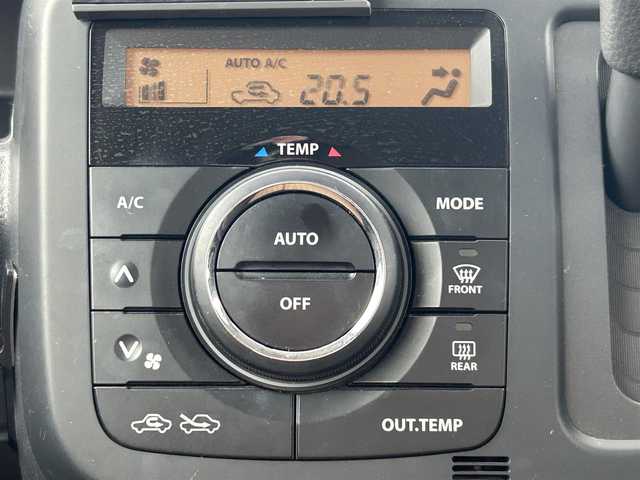 AUTO A/C
20.5
TEMP
A/C
MODE
AUTO
OFF
FRONT
REAR
OUT.TEMP